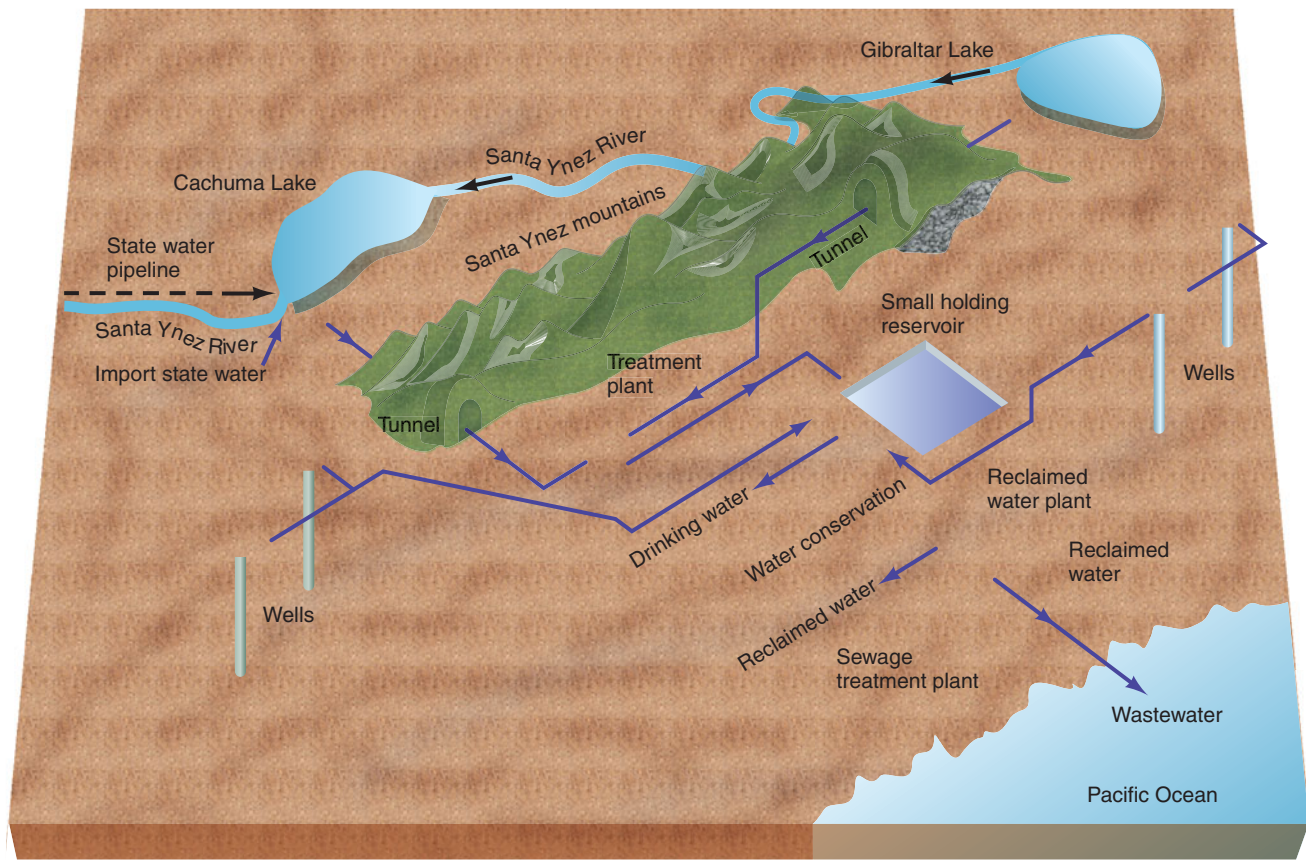 Gibraltar Lake
Santa Ynez River
Cachuma Lake
Santa Ynez mountains
State water
pipeline
Tunnel
Small holding
reservoir
Santa Ynez River
Import state water
Treatment
plant
Wells
Tunnel
Reclaimed
water plant
Drinking water
Water conservation
Reclaimed
water
Wells
Reclaimed water
Sewage
treatment plant
Wastewater
Pacific Ocean